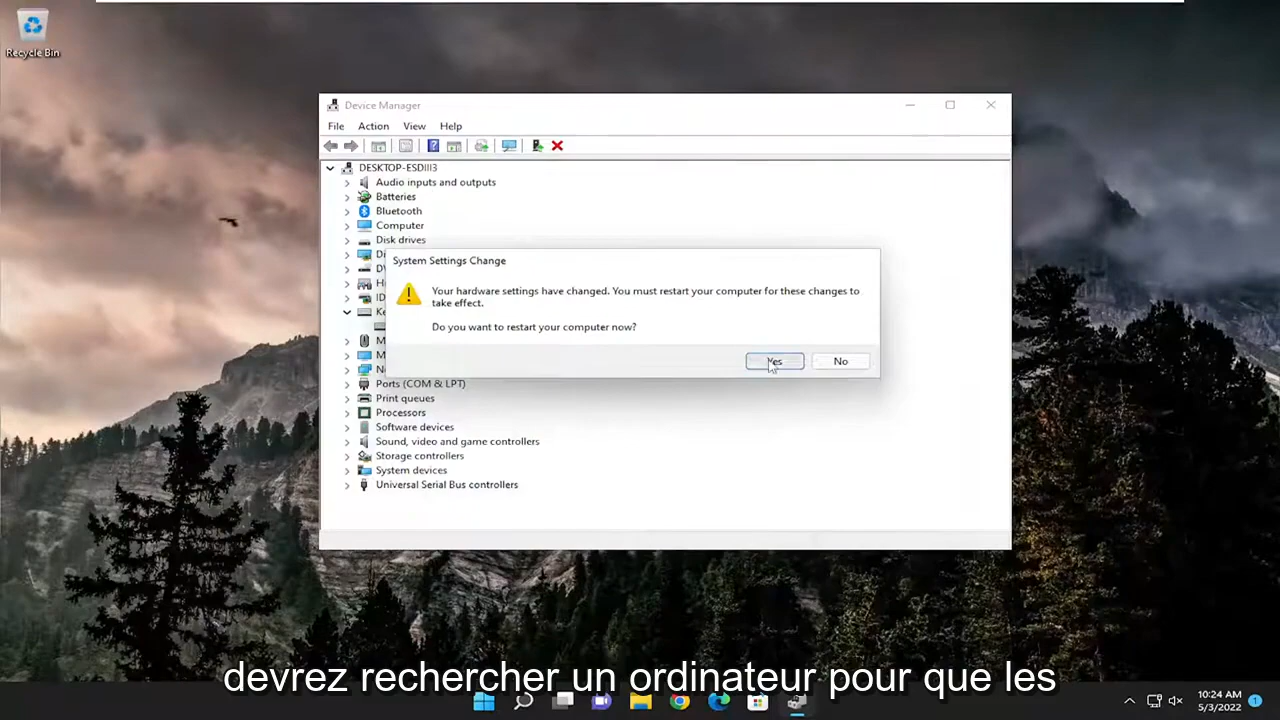 Recycle Bin
Device Manager
File Action View Help
DESKTOP-ESDIII3
Audio inputs and outputs
Batteries
Bluetooth
Computer
Disk drives
System Settings Change
Your hardware settings have changed. You must restart your computer for these changes to
take effect.
Do you want to restart your computer now?
Yes No
Ports (COM & LPT)
Print queues
Processors
Software devices
Sound, video and game controllers
Storage controllers
System devices
Universal Serial Bus controllers
devrez rechercher un ordinateur pour que les
10:24 AM
5/3/2022
1